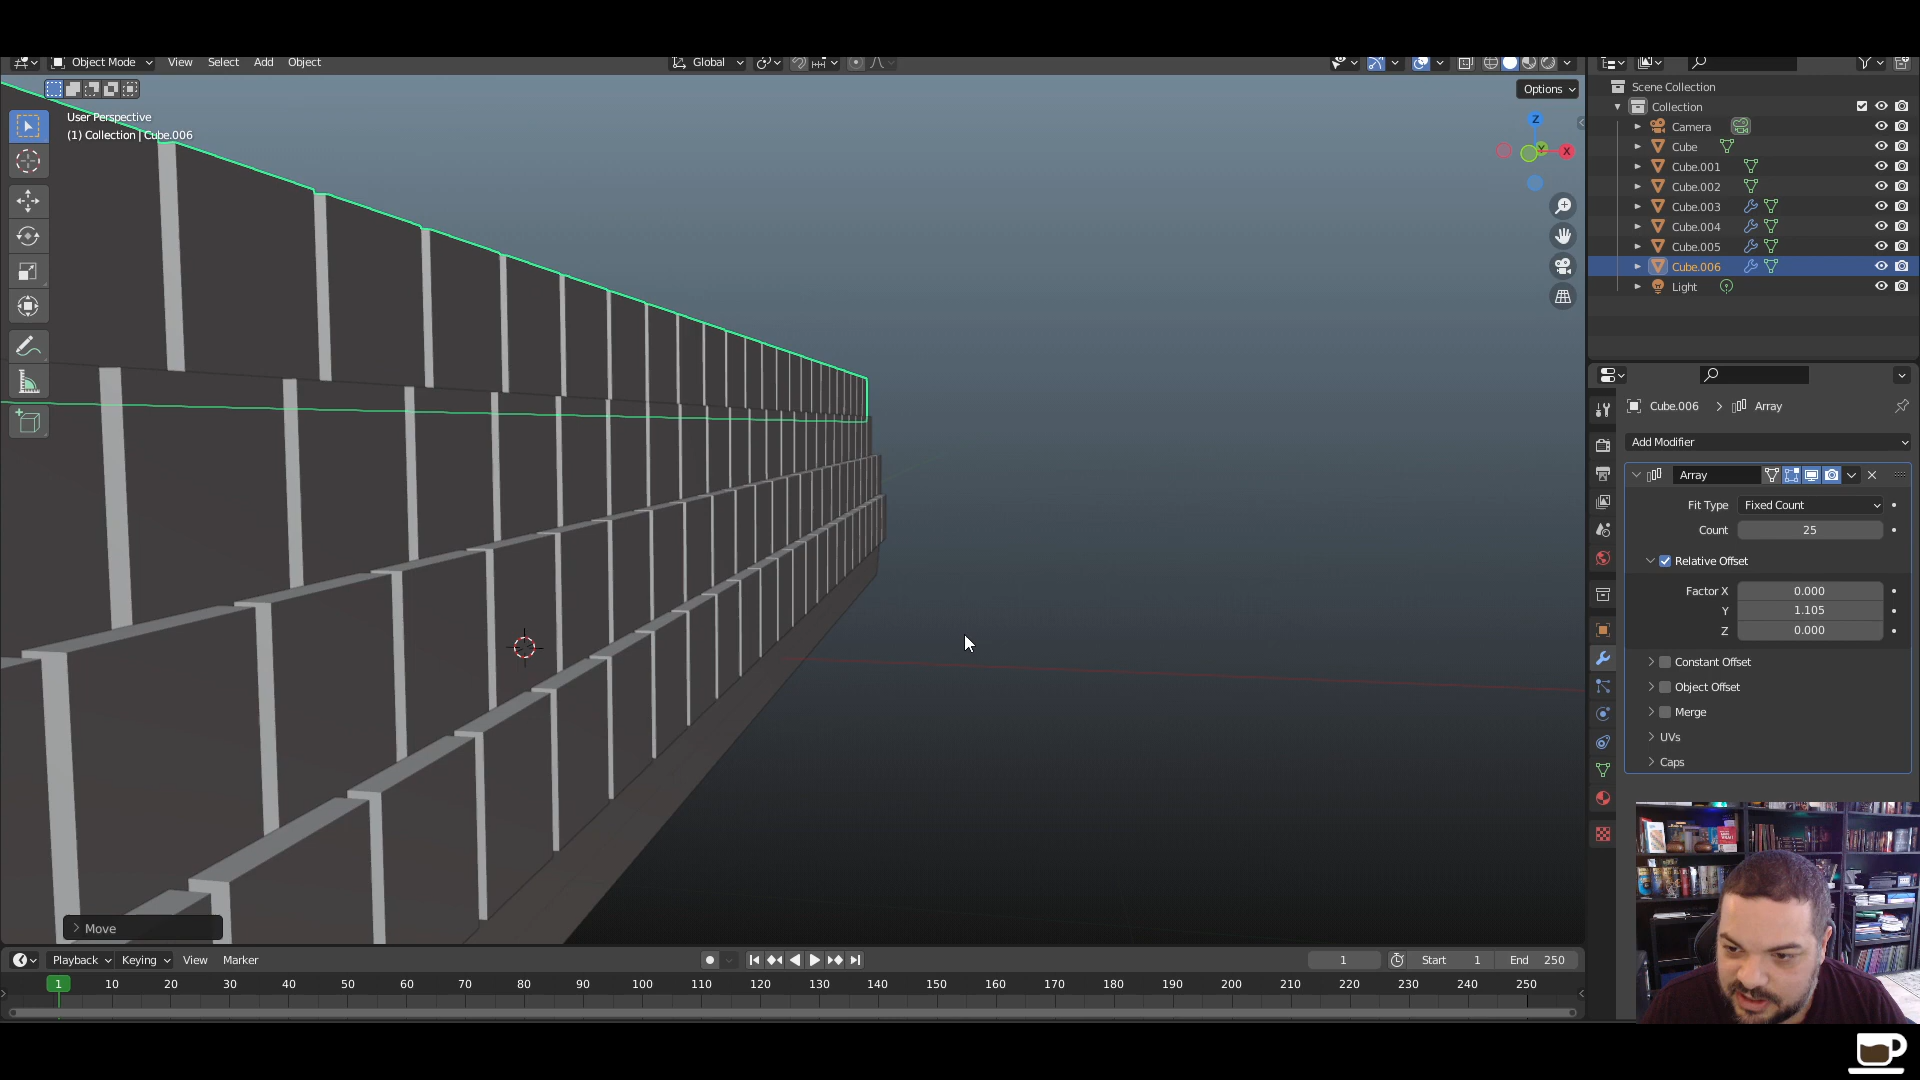 Object Mode
View
Select
Add
Object
Global
Options
User Perspective
(1) Collection | Cube.006
Z
Y
X
Move
Scene Collection
Collection
Camera
Cube
Cube.001
Cube.002
Cube.003
Cube.004
Cube.005
Cube.006
Light
Cube.006 > Array
Add Modifier
Array
Fit Type Fixed Count
Count 25
Relative Offset
Factor X 0.000
Y 1.105
Z 0.000
Constant Offset
Object Offset
Merge
UVs
Caps
Playback
Keying
View
Marker
1
Start 1
End 250
1 10 20 30 40 50 60 70 80 90 100 110 120 130 140 150 160 170 180 190 200 210 220 230 240 250